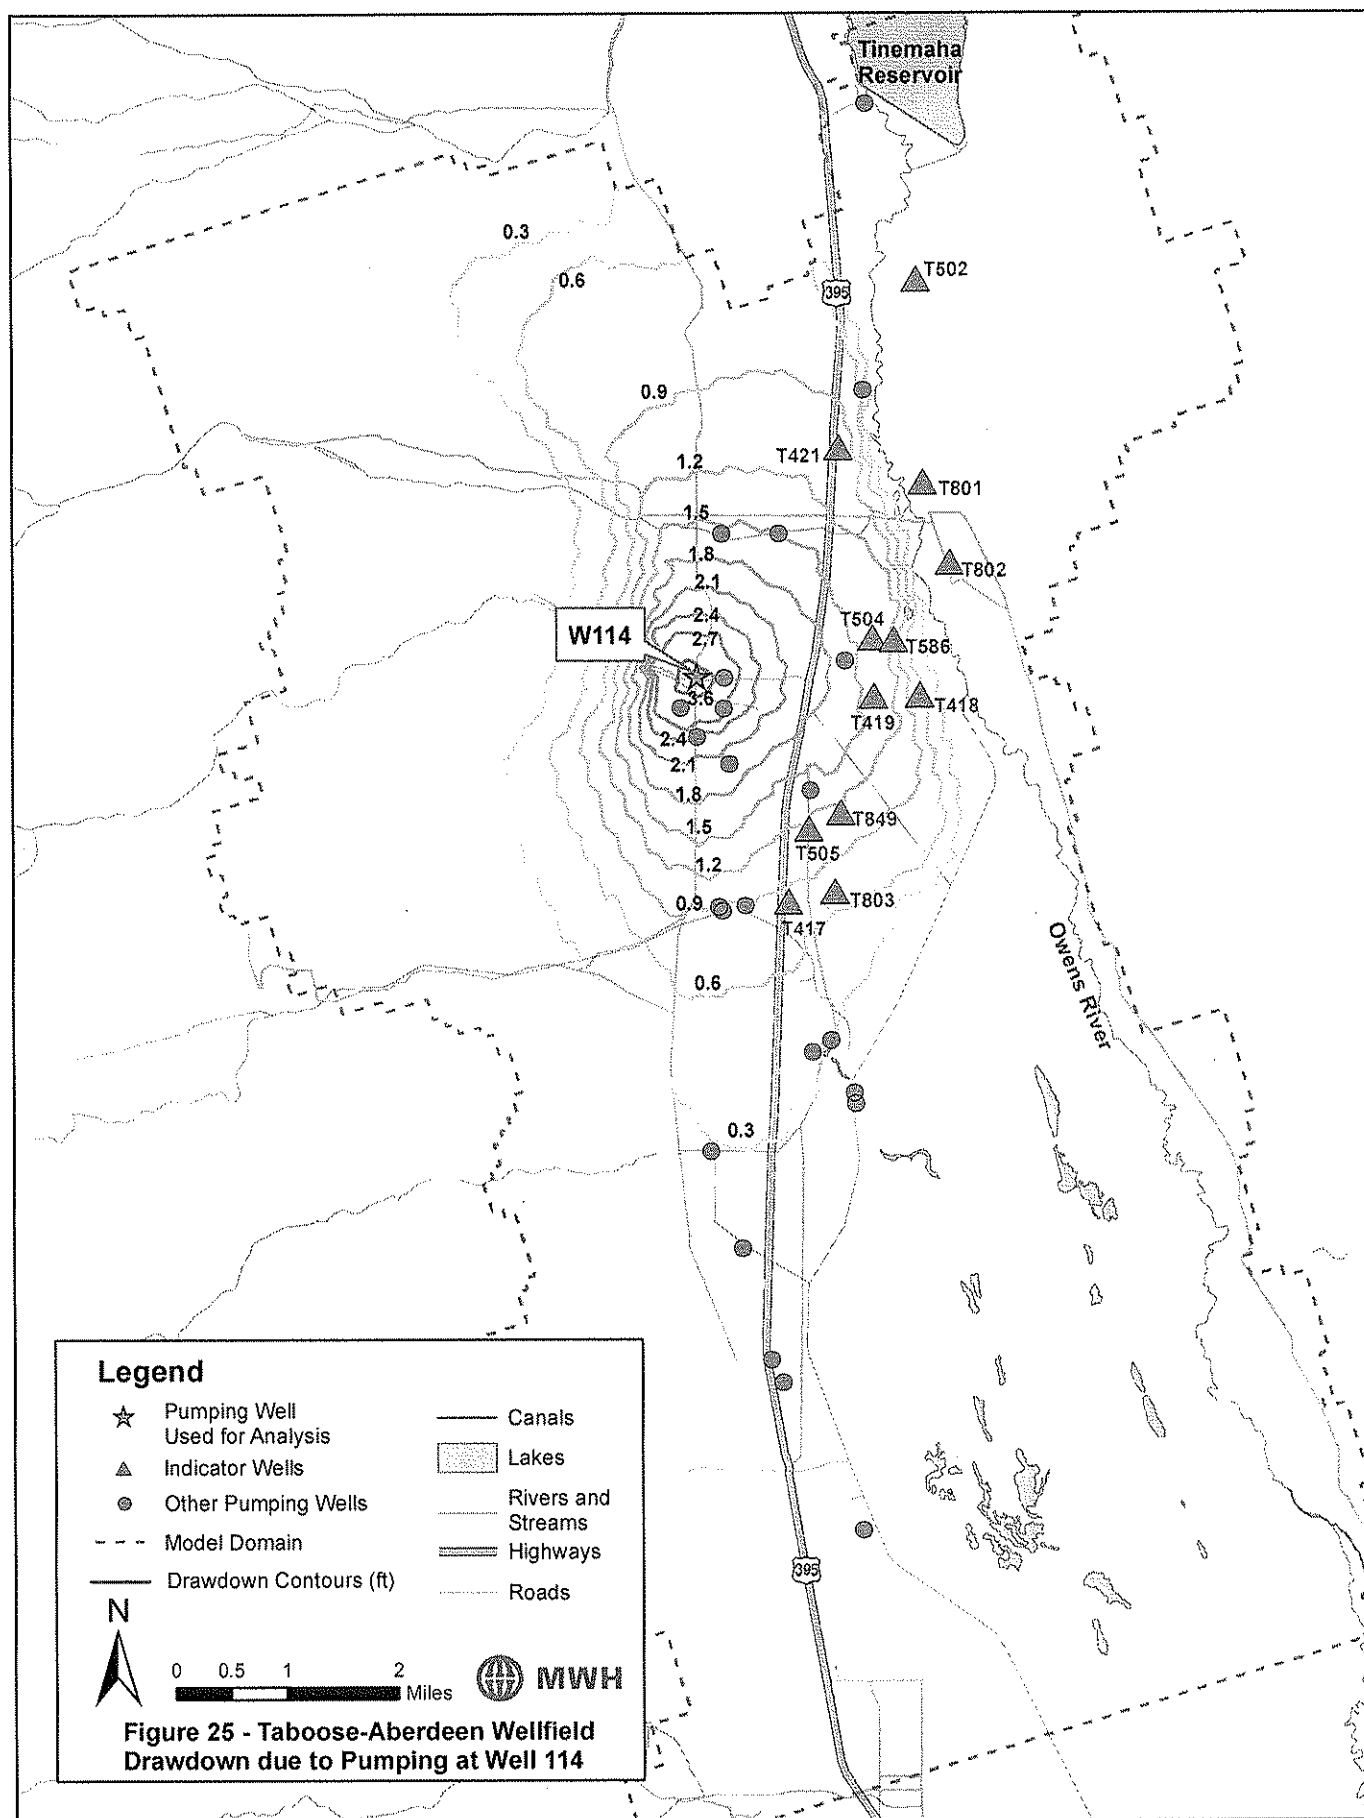 Tinemaha
Reservoir
0.3
T502
0.6
395
0.9
T421
1.2
T801
1.5
1.8
T802
2.1
2.4
T504
W114
2.7
T586
3.6
T419
T418
2.4
2.1
1.8
T849
1.5
T505
1.2
0.9
T803
T417
Owens River
0.6
0.3
Legend
Pumping Well
Used for Analysis
Indicator Wells
Other Pumping Wells
Model Domain
Drawdown Contours (ft)
Canals
Lakes
Rivers and
Streams
Highways
Roads
395
N
0 0.5 1 2
Miles
MWH
Figure 25 - Taboose-Aberdeen Wellfield
Drawdown due to Pumping at Well 114